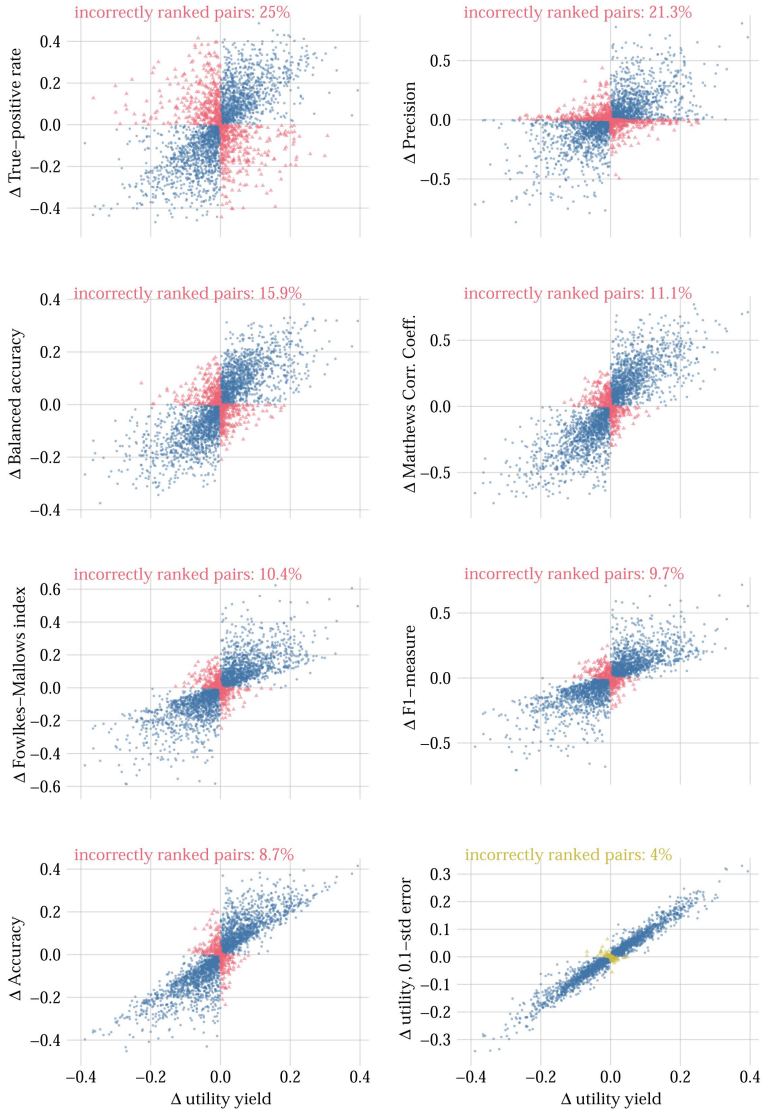 incorrectly ranked pairs: 25%
0.4
0.2
0.0
−0.2
−0.4
Δ True−positive rate
incorrectly ranked pairs: 21.3%
0.5
0.0
−0.5
Δ Precision
incorrectly ranked pairs: 15.9%
0.4
0.2
0.0
−0.2
−0.4
Δ Balanced accuracy
incorrectly ranked pairs: 11.1%
0.5
0.0
−0.5
Δ Matthews Corr. Coeff.
incorrectly ranked pairs: 10.4%
0.6
0.4
0.2
0.0
−0.2
−0.4
−0.6
Δ Fowlkes−Mallows index
incorrectly ranked pairs: 9.7%
0.5
0.0
−0.5
Δ F1−measure
incorrectly ranked pairs: 8.7%
0.4
0.2
0.0
−0.2
−0.4
Δ Accuracy
−0.4 −0.2 0.0 0.2 0.4
Δ utility yield
incorrectly ranked pairs: 4%
0.3
0.2
0.1
0.0
−0.1
−0.2
−0.3
Δ utility, 0.1−std error
−0.4 −0.2 0.0 0.2 0.4
Δ utility yield